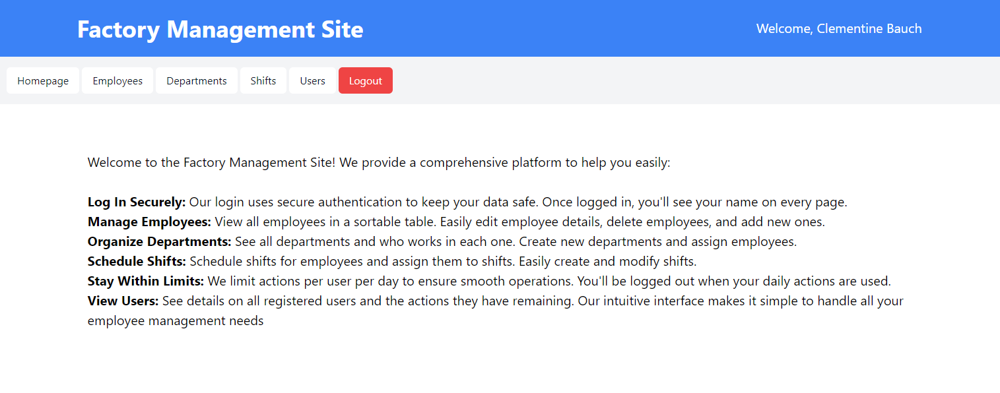 Factory Management Site
Welcome, Clementine Bauch
Homepage Employees Departments Shifts Users Logout
Welcome to the Factory Management Site! We provide a comprehensive platform to help you easily:
Log In Securely: Our login uses secure authentication to keep your data safe. Once logged in, you'll see your name on every page.
Manage Employees: View all employees in a sortable table. Easily edit employee details, delete employees, and add new ones.
Organize Departments: See all departments and who works in each one. Create new departments and assign employees.
Schedule Shifts: Schedule shifts for employees and assign them to shifts. Easily create and modify shifts.
Stay Within Limits: We limit actions per user per day to ensure smooth operations. You'll be logged out when your daily actions are used.
View Users: See details on all registered users and the actions they have remaining. Our intuitive interface makes it simple to handle all your
employee management needs